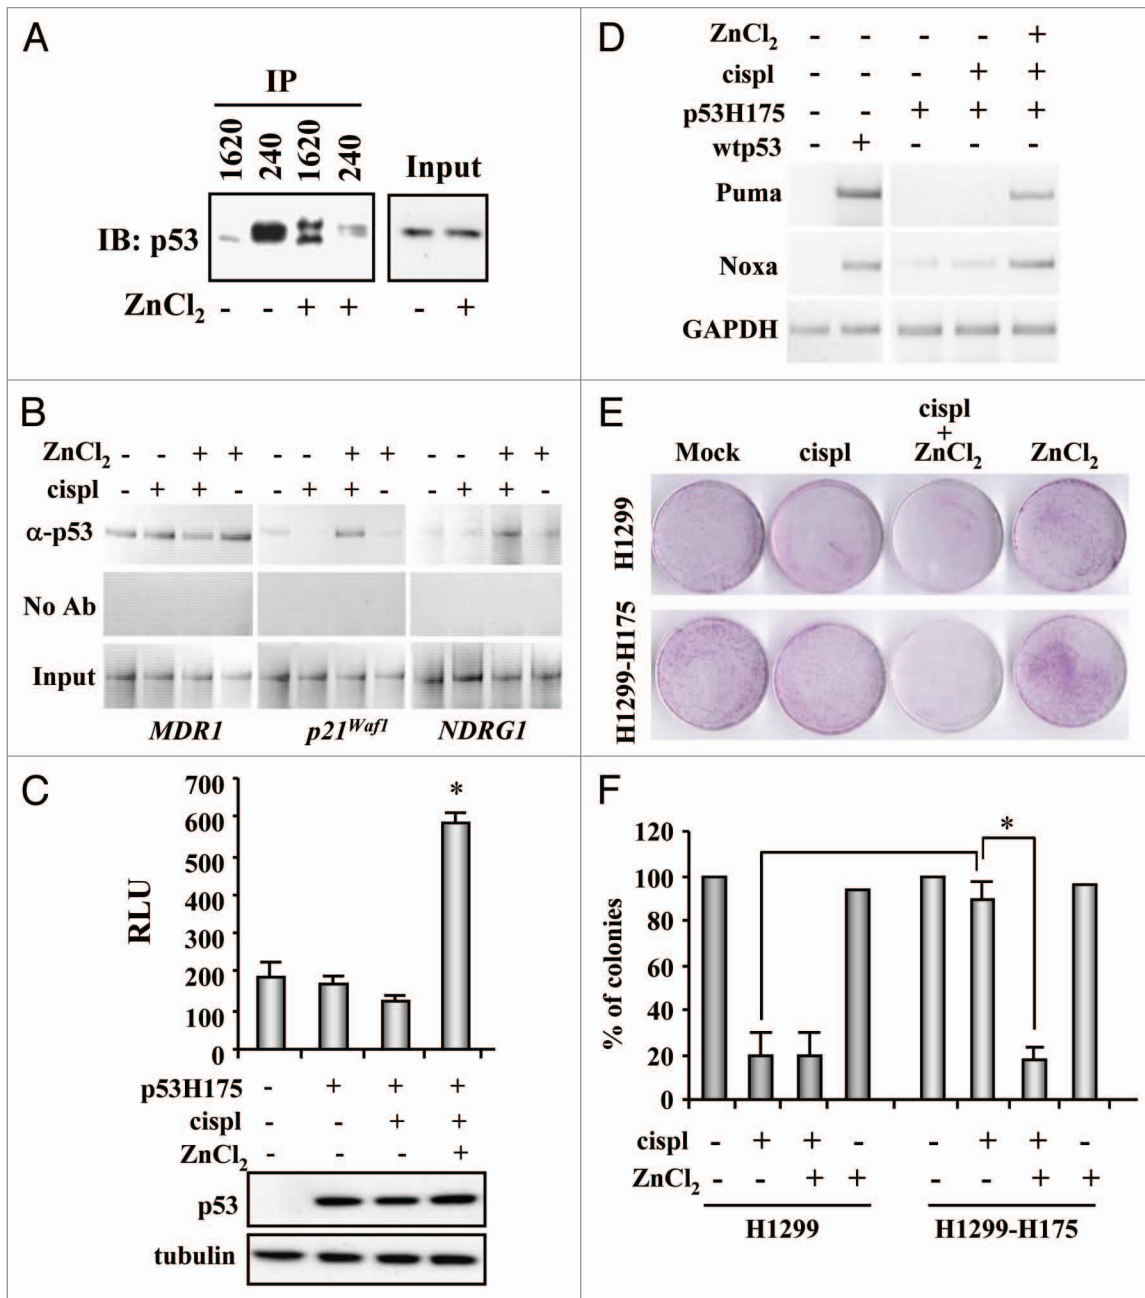 A
IP
1620 240 1620 240
Input
IB: p53
ZnCl₂ - - + + - +
B
ZnCl₂ - - + + - - + + - - + +
cispl - + + - - + + - - + + -
α-p53
No Ab
Input
MDR1 p21^Waf1 NDRG1
C
700
600
500
400
300
200
100
0
RLU
*
p53H175 - + + +
cispl - - + +
ZnCl₂ - - - +
p53
tubulin
D
ZnCl₂ - - - - +
cispl - - - + +
p53H175 - - + + +
wtp53 - + - - -
Puma
Noxa
GAPDH
E
Mock cispl cispl + ZnCl₂ ZnCl₂
H1299
H1299-H175
F
120
100
80
60
40
20
0
% of colonies
*
cispl - + + - - + + -
ZnCl₂ - - + + - - + +
H1299 H1299-H175